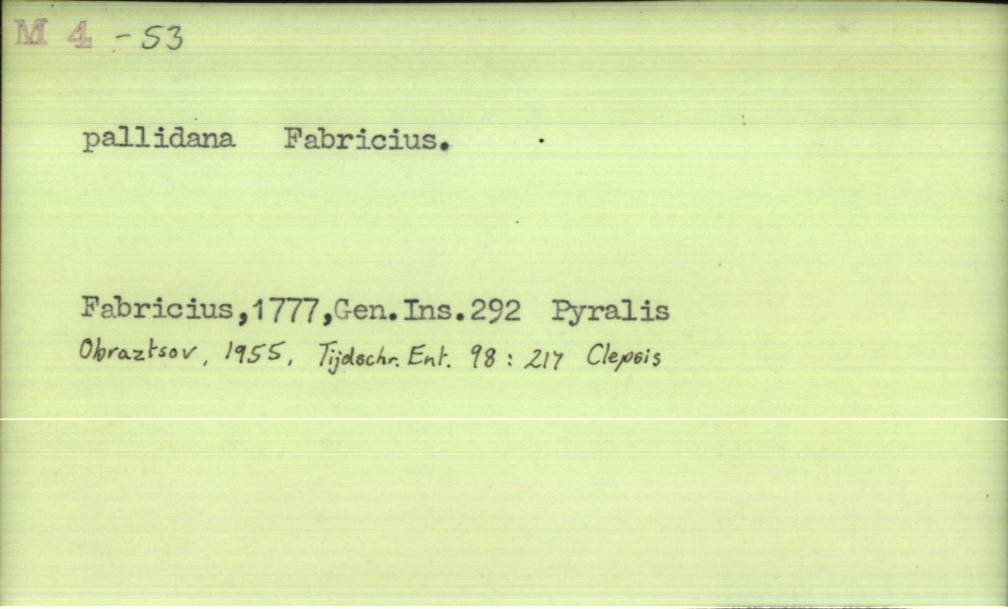 M 4 - 53
pallidana Fabricius.
Fabricius,1777,Gen.Ins.292 Pyralis
Obraztsov, 1955, Tijdschr. Ent. 98 : 217 Clepsis